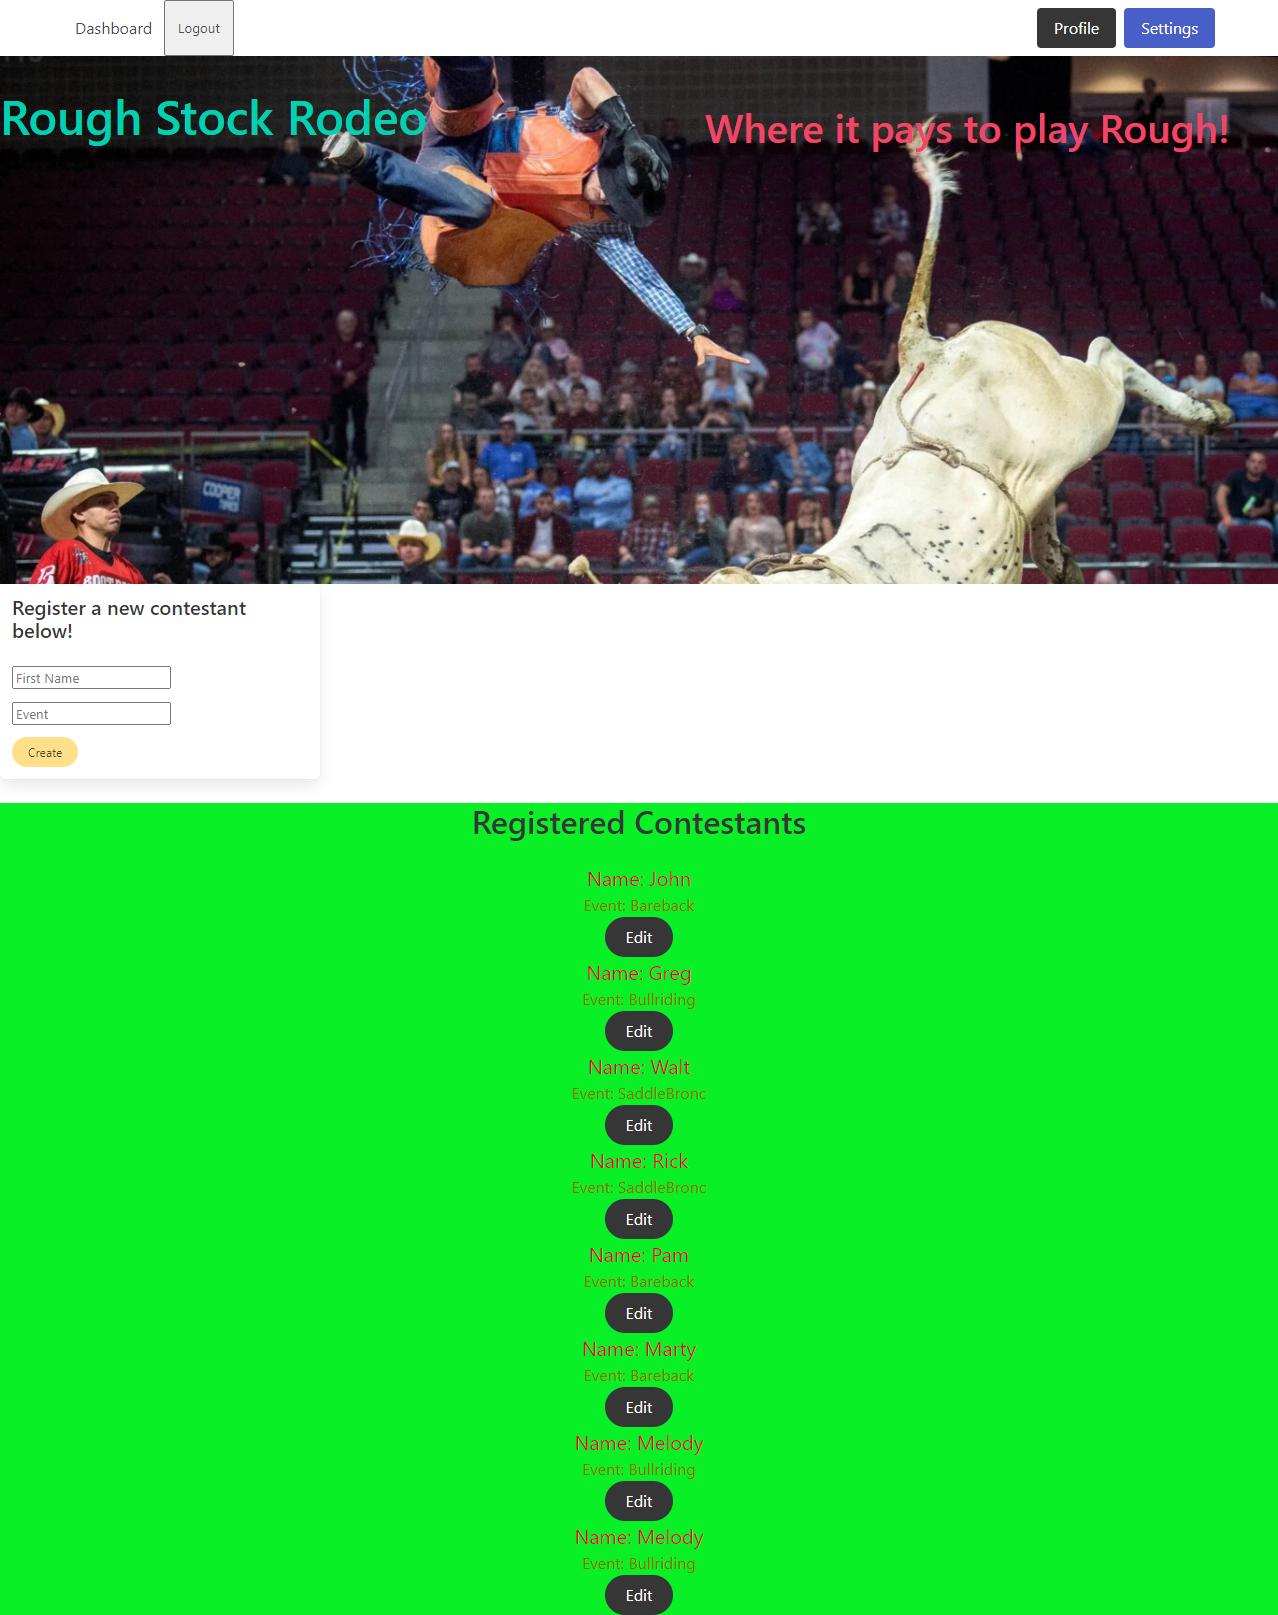 Dashboard
Logout
Profile
Settings
Rough Stock Rodeo
Where it pays to play Rough!
COOPER
TIRES
Register a new contestant
below!
First Name
Event
Create
Registered Contestants
Name: John
Event: Bareback
Edit
Name: Greg
Event: Bullriding
Edit
Name: Walt
Event: SaddleBronc
Edit
Name: Rick
Event: SaddleBronc
Edit
Name: Pam
Event: Bareback
Edit
Name: Marty
Event: Bareback
Edit
Name: Melody
Event: Bullriding
Edit
Name: Melody
Event: Bullriding
Edit